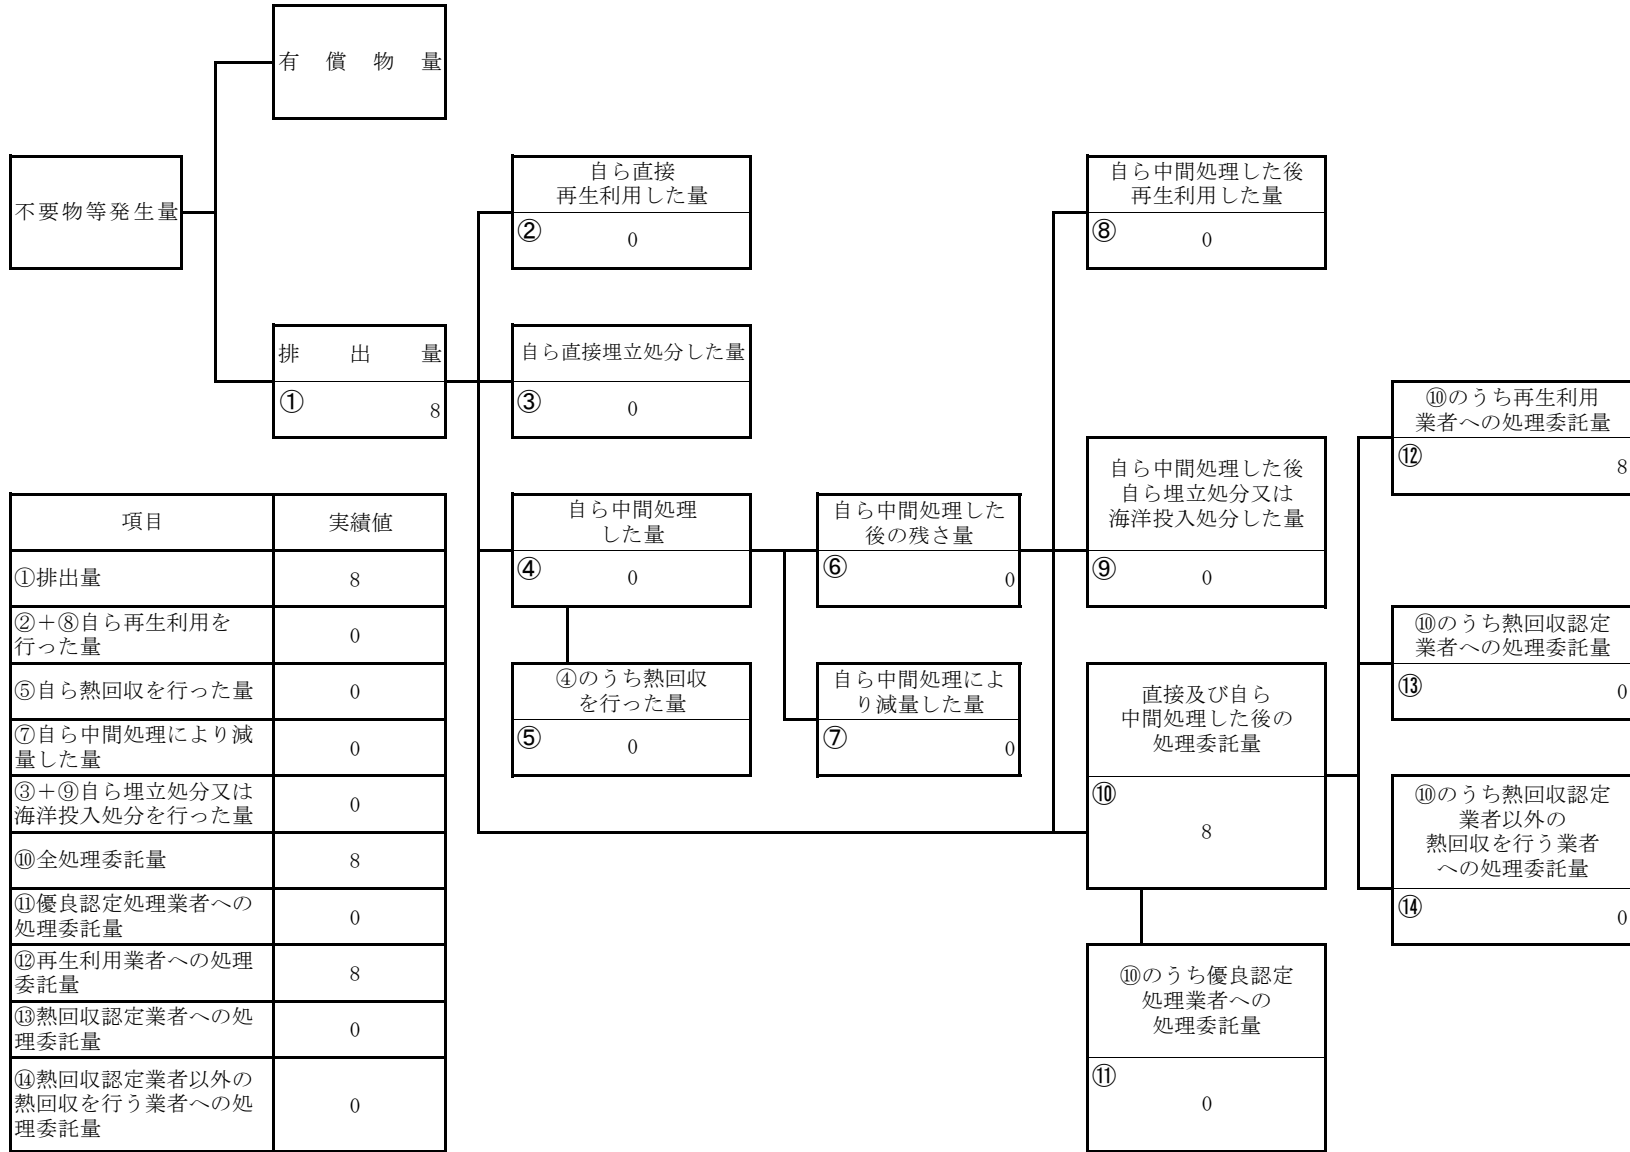 有償物量
不要物等発生量
排出量
①
8
自ら直接
再生利用した量
②
0
自ら直接埋立処分した量
③
0
自ら中間処理
した量
④
0
④のうち熱回収
を行った量
⑤
0
自ら中間処理した
後の残さ量
⑥
0
自ら中間処理によ
り減量した量
⑦
0
自ら中間処理した後
再生利用した量
⑧
0
自ら中間処理した後
自ら埋立処分又は
海洋投入処分した量
⑨
0
直接及び自ら
中間処理した後の
処理委託量
⑩
8
⑩のうち優良認定
処理業者への
処理委託量
⑪
0
⑩のうち再生利用
業者への処理委託量
⑫
8
⑩のうち熱回収認定
業者への処理委託量
⑬
0
⑩のうち熱回収認定
業者以外の
熱回収を行う業者
への処理委託量
⑭
0
項目 実績値
①排出量 8
②＋⑧自ら再生利用を
行った量 0
⑤自ら熱回収を行った量 0
⑦自ら中間処理により減
量した量 0
③＋⑨自ら埋立処分又は
海洋投入処分を行った量 0
⑩全処理委託量 8
⑪優良認定処理業者への
処理委託量 0
⑫再生利用業者への処理
委託量 8
⑬熱回収認定業者への処
理委託量 0
⑭熱回収認定業者以外の
熱回収を行う業者への処
理委託量 0